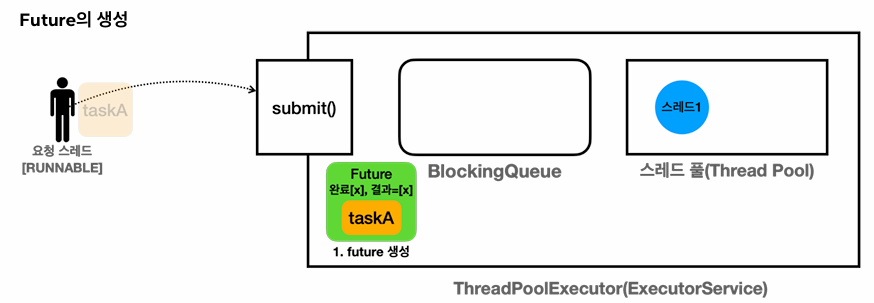 Future의 생성
taskA
요청 스레드
[RUNNABLE]
submit()
BlockingQueue
스레드1
스레드 풀(Thread Pool)
Future
완료[x], 결과=[x]
taskA
1. future 생성
ThreadPoolExecutor(ExecutorService)